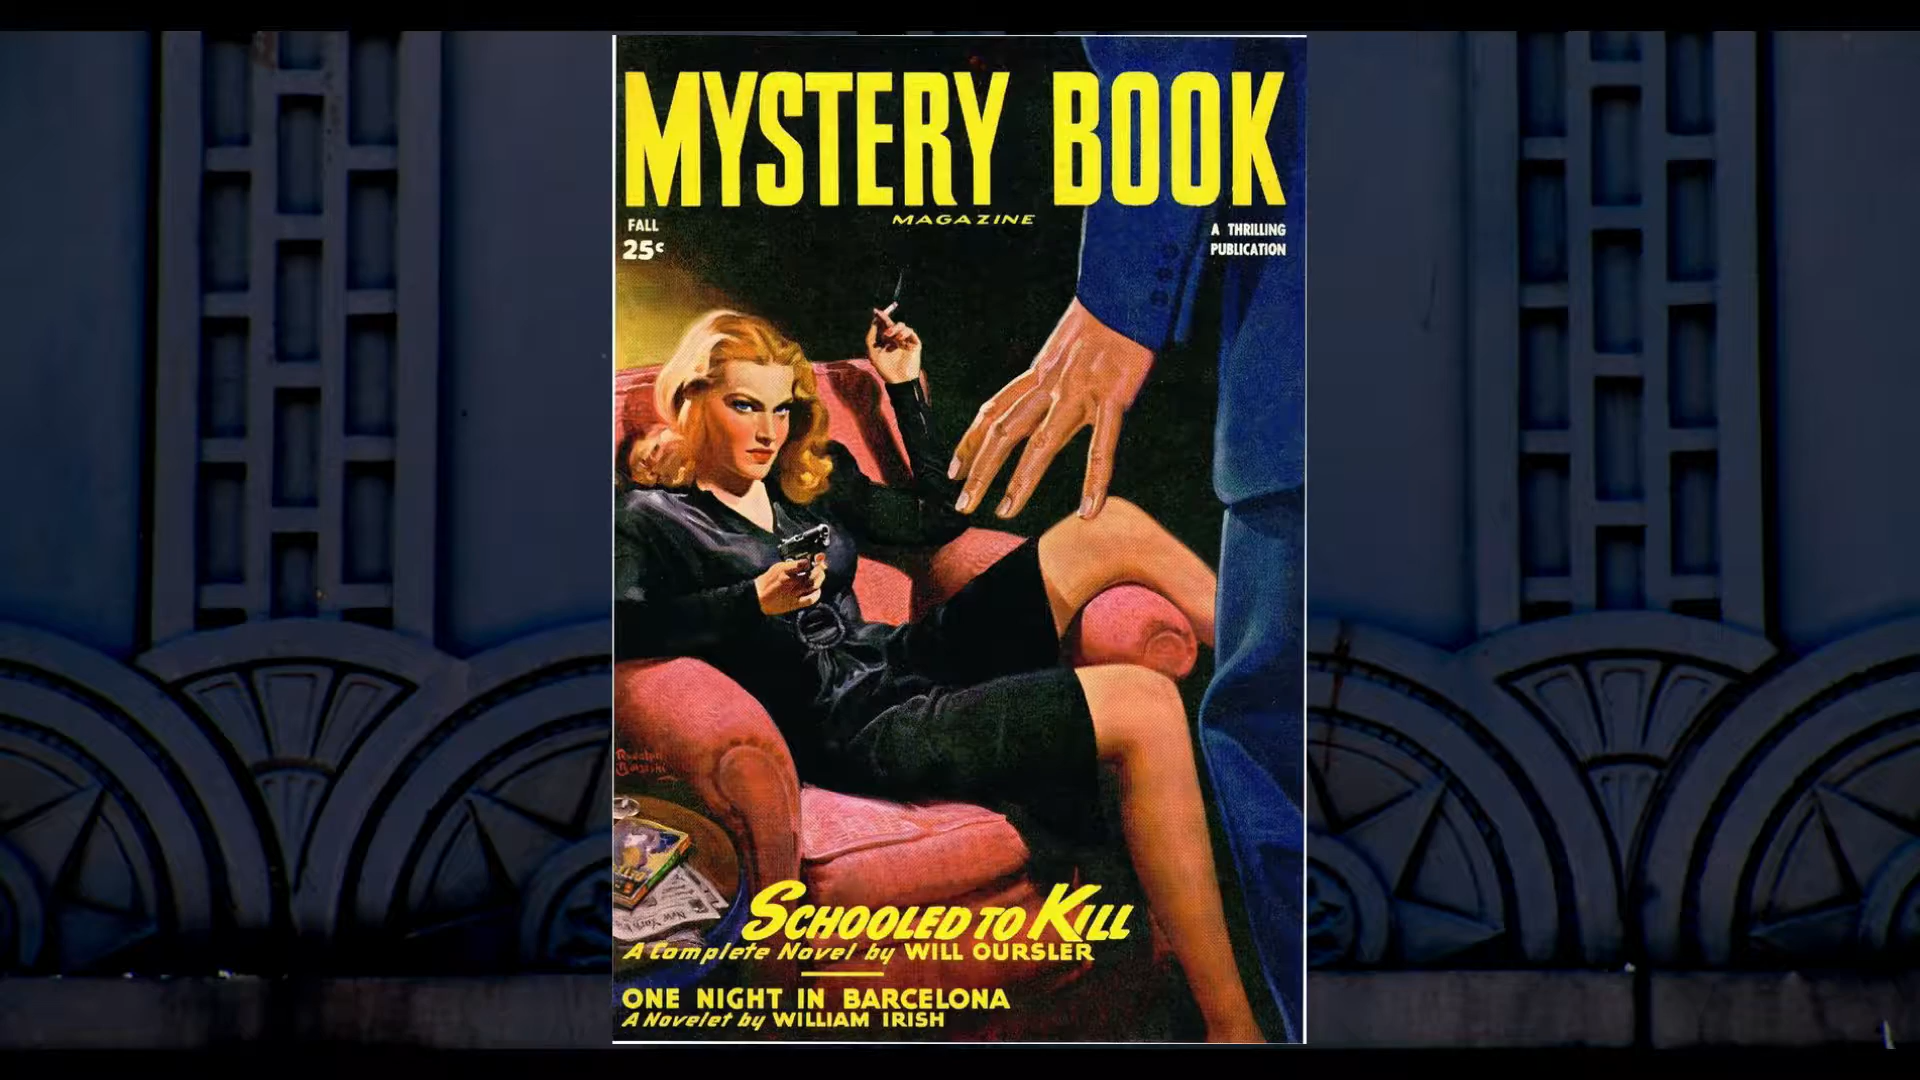 MYSTERY BOOK
MAGAZINE
FALL
25¢
A THRILLING
PUBLICATION
Rudolph
SCHOOLED TO KILL
A Complete Novel by WILL OURSLER
ONE NIGHT IN BARCELONA
A Novelet by WILLIAM IRISH